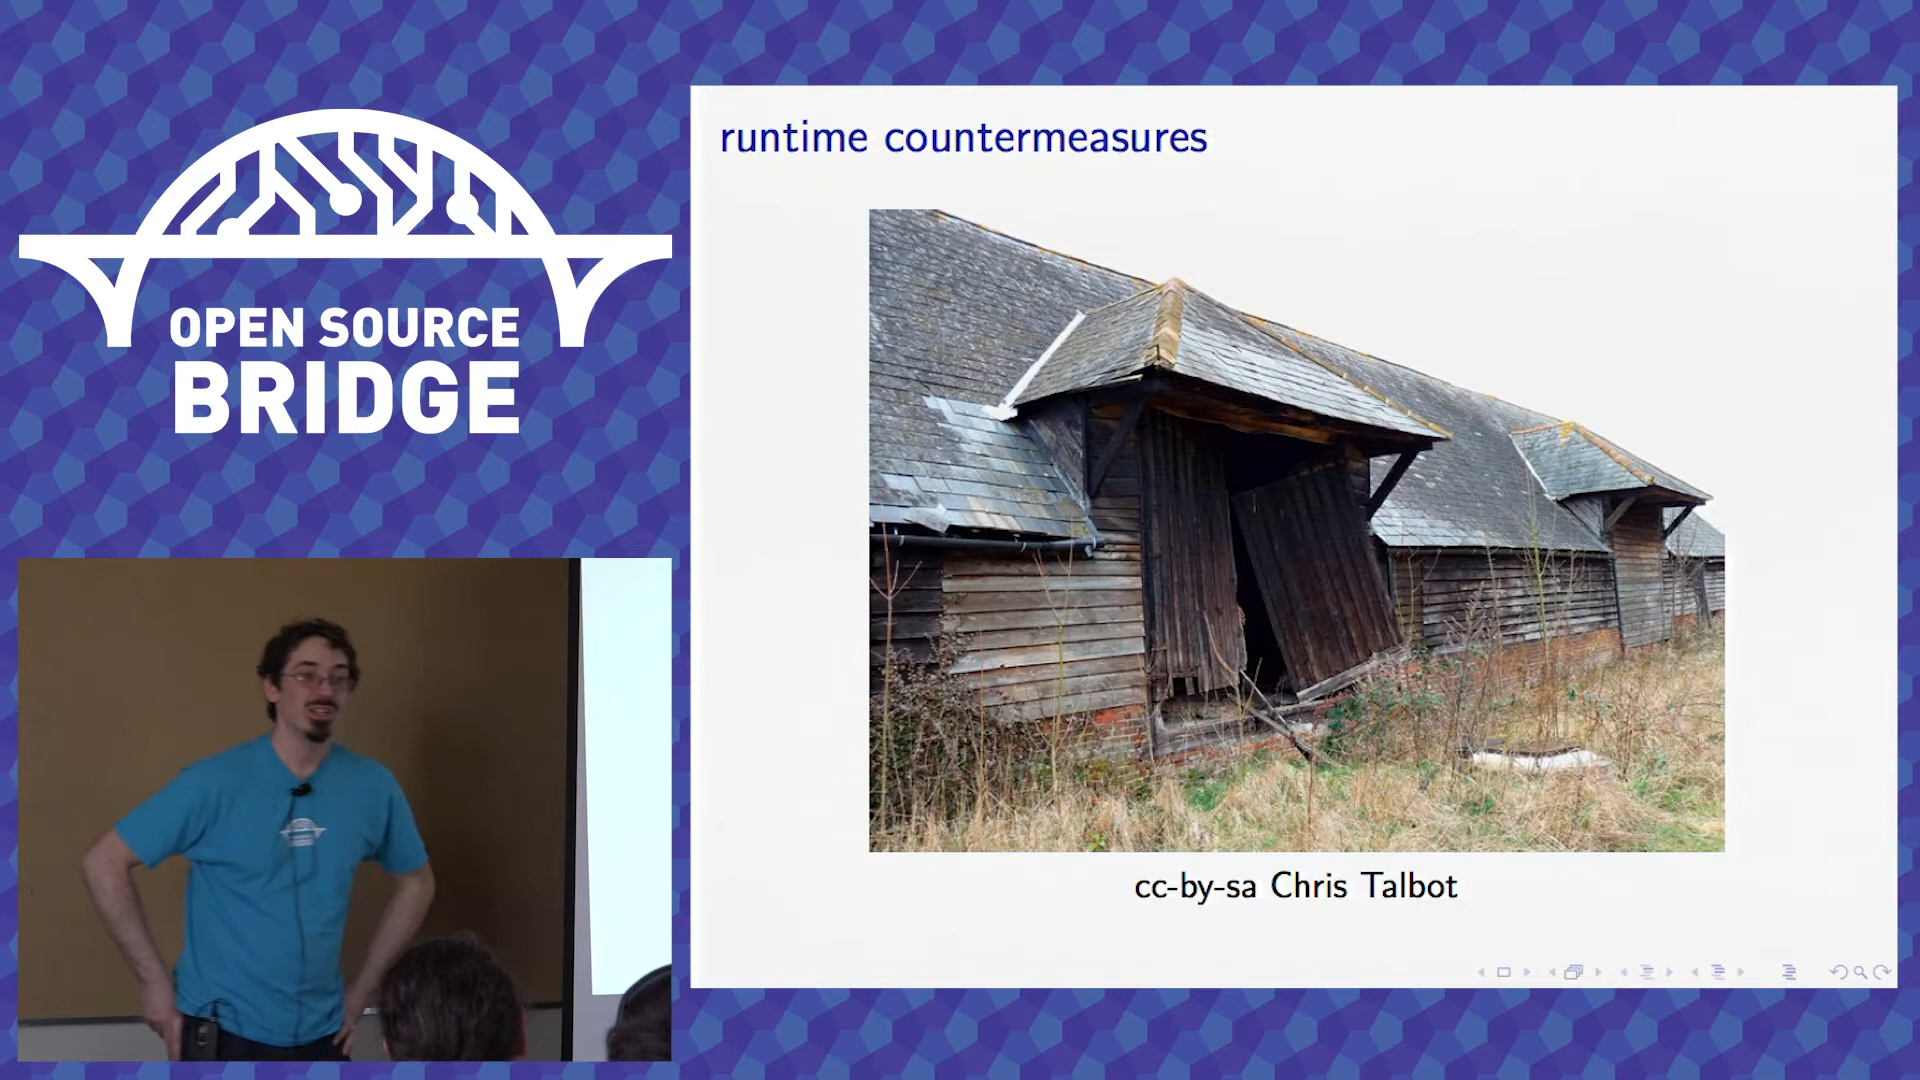 OPEN SOURCE
BRIDGE
runtime countermeasures
cc-by-sa Chris Talbot